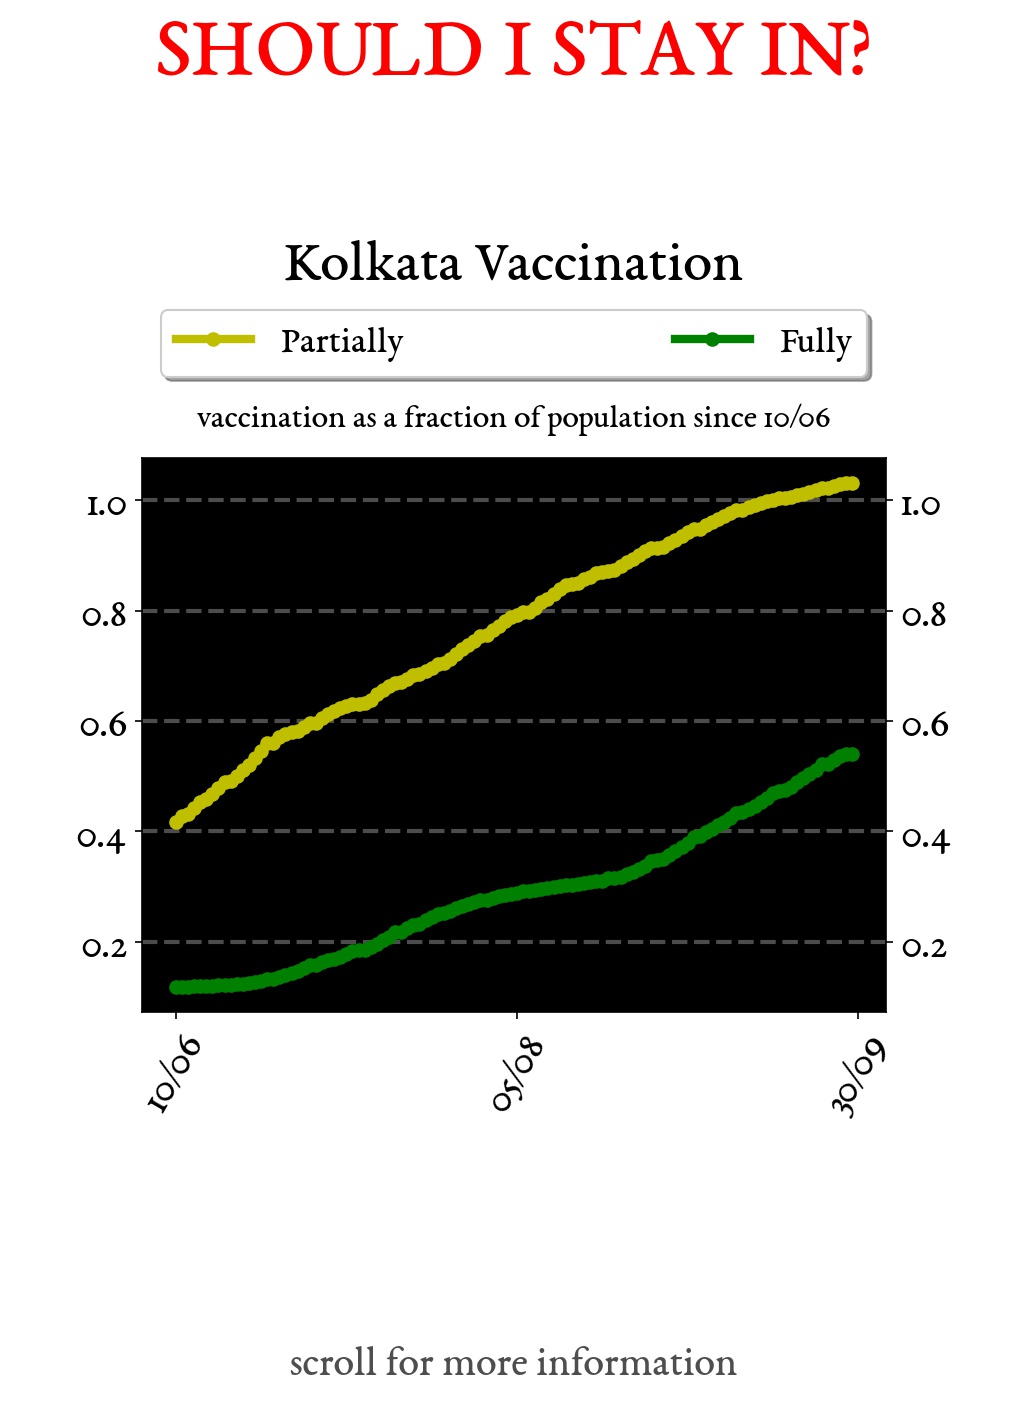 SHOULD I STAY IN?
Kolkata Vaccination
Partially Fully
vaccination as a fraction of population since 10/06
1.0 1.0
0.8 0.8
0.6 0.6
0.4 0.4
0.2 0.2
10/06 05/08 30/09
scroll for more information